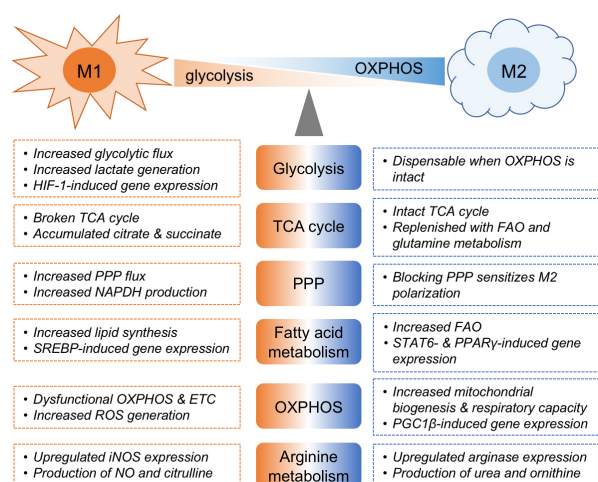 M1
glycolysis
OXPHOS
M2
• Increased glycolytic flux
• Increased lactate generation
• HIF-1-induced gene expression
Glycolysis
• Dispensable when OXPHOS is
intact
• Broken TCA cycle
• Accumulated citrate & succinate
TCA cycle
• Intact TCA cycle
• Replenished with FAO and
glutamine metabolism
• Increased PPP flux
• Increased NAPDH production
PPP
• Blocking PPP sensitizes M2
polarization
• Increased lipid synthesis
• SREBP-induced gene expression
Fatty acid
metabolism
• Increased FAO
• STAT6- & PPARγ-induced gene
expression
• Dysfunctional OXPHOS & ETC
• Increased ROS generation
OXPHOS
• Increased mitochondrial
biogenesis & respiratory capacity
• PGC1β-induced gene expression
• Upregulated iNOS expression
• Production of NO and citrulline
Arginine
metabolism
• Upregulated arginase expression
• Production of urea and ornithine